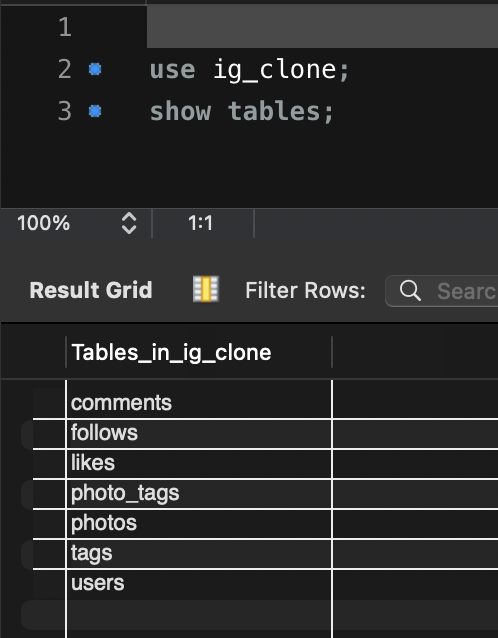 1
2 use ig_clone;
3 show tables;
100% 1:1
Result Grid Filter Rows: Searc
Tables_in_ig_clone
comments
follows
likes
photo_tags
photos
tags
users